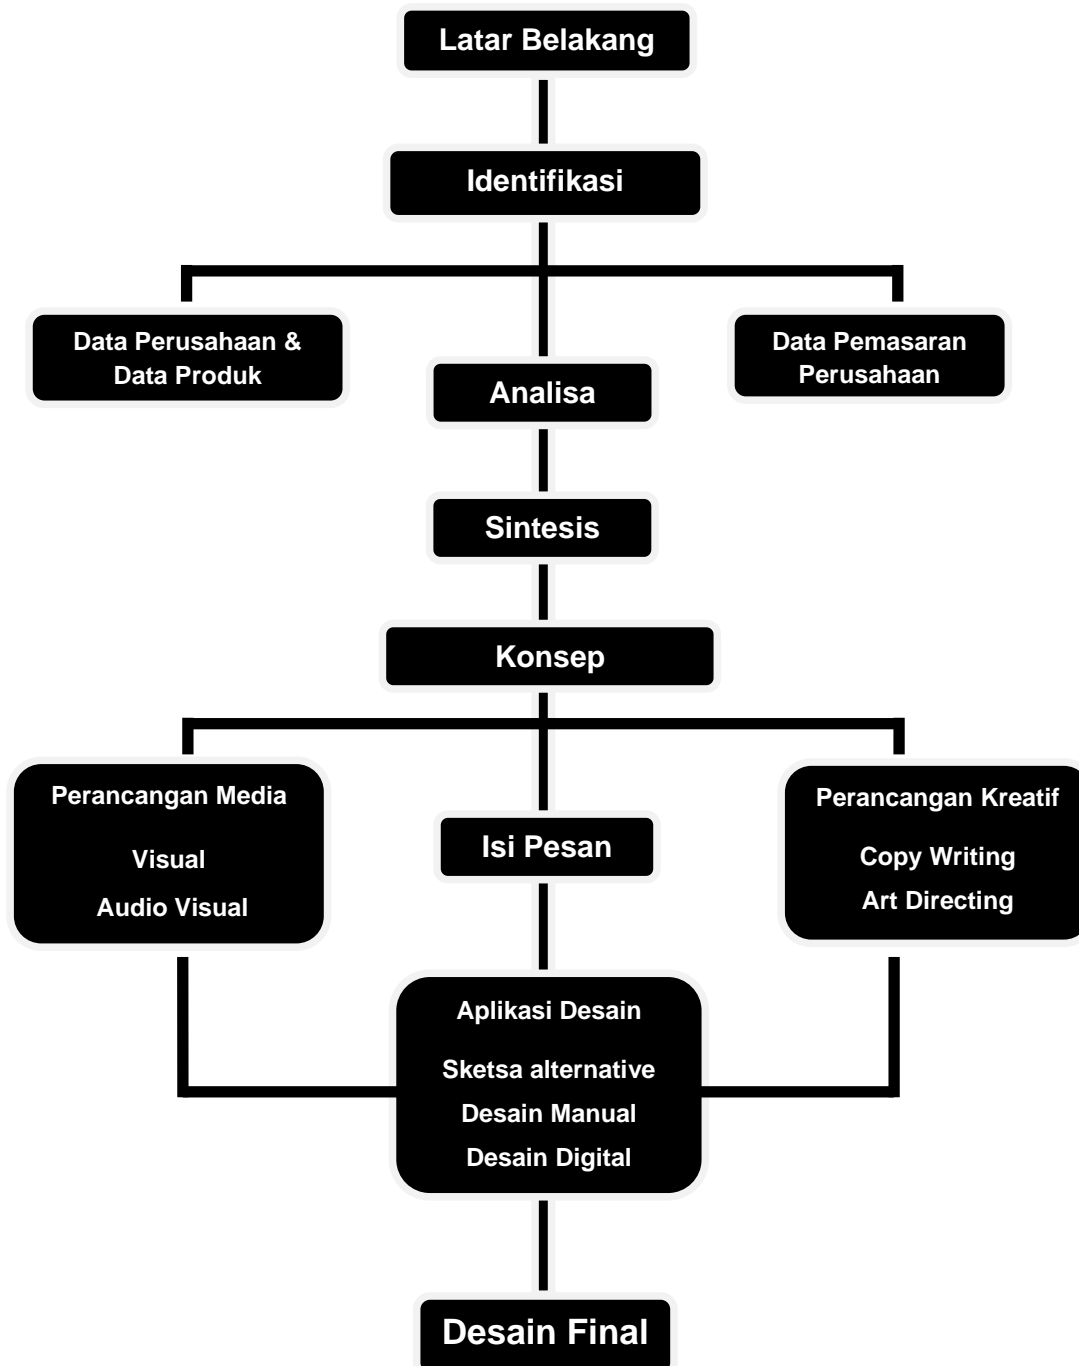 Latar Belakang
Identifikasi
Data Perusahaan &
Data Produk
Data Pemasaran
Perusahaan
Analisa
Sintesis
Konsep
Perancangan Media
Visual
Audio Visual
Isi Pesan
Perancangan Kreatif
Copy Writing
Art Directing
Aplikasi Desain
Sketsa alternative
Desain Manual
Desain Digital
Desain Final